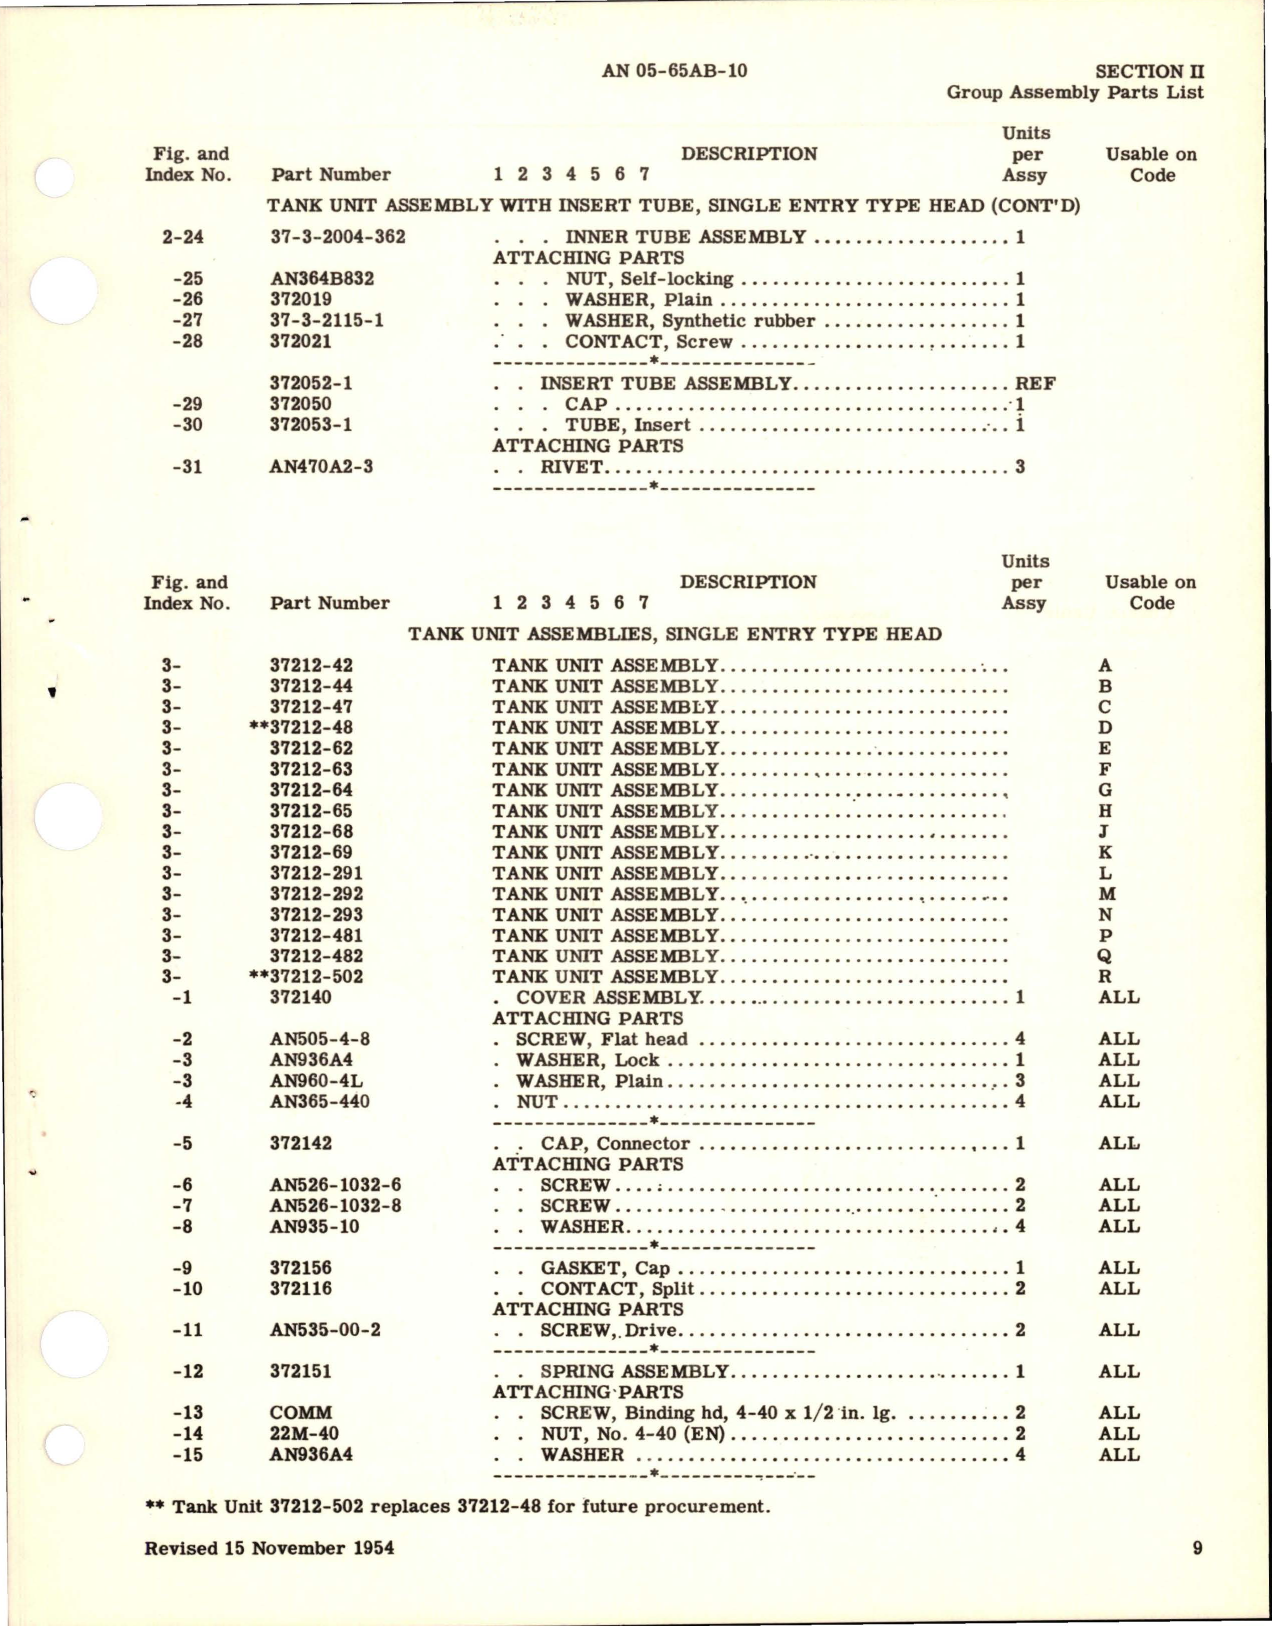 AN 05-65AB-10
SECTION II
Group Assembly Parts List
Fig. and Index No. Part Number DESCRIPTION 1 2 3 4 5 6 7 Units per Assy Usable on Code
TANK UNIT ASSEMBLY WITH INSERT TUBE, SINGLE ENTRY TYPE HEAD (CONT'D)
2-24 37-3-2004-362 . . . INNER TUBE ASSEMBLY . . . . . . . . . . . . . . . . . . . 1
ATTACHING PARTS
-25 AN364B832 . . . NUT, Self-locking . . . . . . . . . . . . . . . . . . . . . . . . . 1
-26 372019 . . . WASHER, Plain . . . . . . . . . . . . . . . . . . . . . . . . . . . 1
-27 37-3-2115-1 . . . WASHER, Synthetic rubber . . . . . . . . . . . . . . . . . 1
-28 372021 . . . CONTACT, Screw . . . . . . . . . . . . . . . . . . . . . . . . . 1
---------------*---------------
372052-1 . . INSERT TUBE ASSEMBLY. . . . . . . . . . . . . . . . . . . . REF
-29 372050 . . . CAP . . . . . . . . . . . . . . . . . . . . . . . . . . . . . . . . . . . . . 1
-30 372053-1 . . . TUBE, Insert . . . . . . . . . . . . . . . . . . . . . . . . . . . . . 1
ATTACHING PARTS
-31 AN470A2-3 . . RIVET. . . . . . . . . . . . . . . . . . . . . . . . . . . . . . . . . . . . . . 3
---------------*---------------
Fig. and Index No. Part Number DESCRIPTION 1 2 3 4 5 6 7 Units per Assy Usable on Code
TANK UNIT ASSEMBLIES, SINGLE ENTRY TYPE HEAD
3- 37212-42 TANK UNIT ASSEMBLY. . . . . . . . . . . . . . . . . . . . . . . . . . . A
3- 37212-44 TANK UNIT ASSEMBLY. . . . . . . . . . . . . . . . . . . . . . . . . . . B
3- 37212-47 TANK UNIT ASSEMBLY. . . . . . . . . . . . . . . . . . . . . . . . . . . C
3- **37212-48 TANK UNIT ASSEMBLY. . . . . . . . . . . . . . . . . . . . . . . . . . . D
3- 37212-62 TANK UNIT ASSEMBLY. . . . . . . . . . . . . . . . . . . . . . . . . . . E
3- 37212-63 TANK UNIT ASSEMBLY. . . . . . . . . . . . . . . . . . . . . . . . . . . F
3- 37212-64 TANK UNIT ASSEMBLY. . . . . . . . . . . . . . . . . . . . . . . . . . . G
3- 37212-65 TANK UNIT ASSEMBLY. . . . . . . . . . . . . . . . . . . . . . . . . . . H
3- 37212-68 TANK UNIT ASSEMBLY. . . . . . . . . . . . . . . . . . . . . . . . . . . J
3- 37212-69 TANK UNIT ASSEMBLY. . . . . . . . . . . . . . . . . . . . . . . . . . . K
3- 37212-291 TANK UNIT ASSEMBLY. . . . . . . . . . . . . . . . . . . . . . . . . . . L
3- 37212-292 TANK UNIT ASSEMBLY. . . . . . . . . . . . . . . . . . . . . . . . . . . M
3- 37212-293 TANK UNIT ASSEMBLY. . . . . . . . . . . . . . . . . . . . . . . . . . . N
3- 37212-481 TANK UNIT ASSEMBLY. . . . . . . . . . . . . . . . . . . . . . . . . . . P
3- 37212-482 TANK UNIT ASSEMBLY. . . . . . . . . . . . . . . . . . . . . . . . . . . Q
3- **37212-502 TANK UNIT ASSEMBLY. . . . . . . . . . . . . . . . . . . . . . . . . . . R
-1 372140 . COVER ASSEMBLY. . . . . . . . . . . . . . . . . . . . . . . . . . . . . 1 ALL
ATTACHING PARTS
-2 AN505-4-8 . SCREW, Flat head . . . . . . . . . . . . . . . . . . . . . . . . . . . . . 4 ALL
-3 AN936A4 . WASHER, Lock . . . . . . . . . . . . . . . . . . . . . . . . . . . . . . . . 1 ALL
-3 AN960-4L . WASHER, Plain. . . . . . . . . . . . . . . . . . . . . . . . . . . . . . . . 3 ALL
-4 AN365-440 . NUT . . . . . . . . . . . . . . . . . . . . . . . . . . . . . . . . . . . . . . . . . . 4 ALL
---------------*---------------
-5 372142 . . CAP, Connector . . . . . . . . . . . . . . . . . . . . . . . . . . . . . 1 ALL
ATTACHING PARTS
-6 AN526-1032-6 . . SCREW . . . . . . . . . . . . . . . . . . . . . . . . . . . . . . . . . . . . . 2 ALL
-7 AN526-1032-8 . . SCREW . . . . . . . . . . . . . . . . . . . . . . . . . . . . . . . . . . . . . 2 ALL
-8 AN935-10 . . WASHER. . . . . . . . . . . . . . . . . . . . . . . . . . . . . . . . . . . . 4 ALL
---------------*---------------
-9 372156 . . GASKET, Cap . . . . . . . . . . . . . . . . . . . . . . . . . . . . . . . 1 ALL
-10 372116 . . CONTACT, Split . . . . . . . . . . . . . . . . . . . . . . . . . . . . . 2 ALL
ATTACHING PARTS
-11 AN535-00-2 . . SCREW, Drive. . . . . . . . . . . . . . . . . . . . . . . . . . . . . . . 2 ALL
---------------*---------------
-12 372151 . . SPRING ASSEMBLY. . . . . . . . . . . . . . . . . . . . . . . . . . 1 ALL
ATTACHING PARTS
-13 COMM . . SCREW, Binding hd, 4-40 x 1/2 in. lg. . . . . . . . . . . 2 ALL
-14 22M-40 . . NUT, No. 4-40 (EN) . . . . . . . . . . . . . . . . . . . . . . . . . . 2 ALL
-15 AN936A4 . . WASHER . . . . . . . . . . . . . . . . . . . . . . . . . . . . . . . . . . . 4 ALL
---------------*---------------
** Tank Unit 37212-502 replaces 37212-48 for future procurement.
Revised 15 November 1954
9